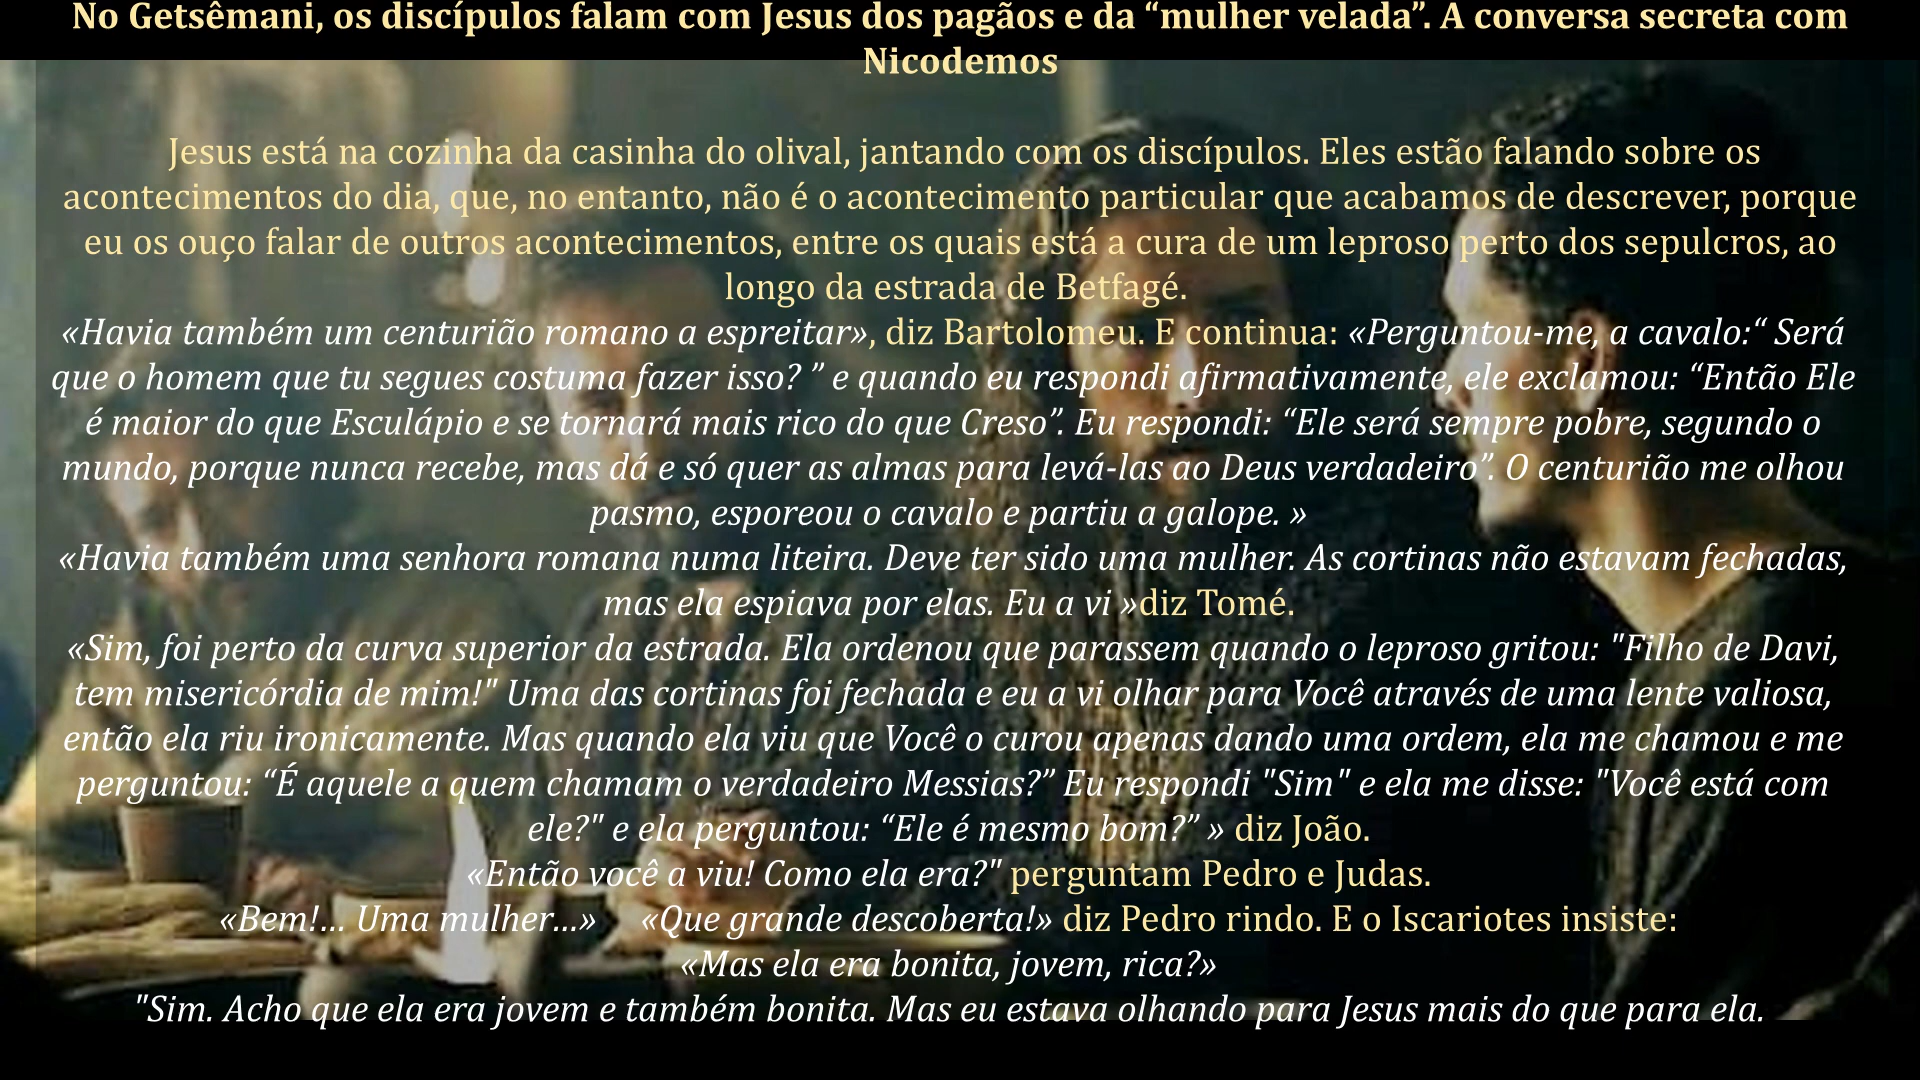 No Getsêmani, os discípulos falam com Jesus dos pagãos e da “mulher velada”. A conversa secreta com
Nicodemos
Jesus está na cozinha da casinha do olival, jantando com os discípulos. Eles estão falando sobre os
acontecimentos do dia, que, no entanto, não é o acontecimento particular que acabamos de descrever, porque
eu os ouço falar de outros acontecimentos, entre os quais está a cura de um leproso perto dos sepulcros, ao
longo da estrada de Betfagé.
«Havia também um centurião romano a espreitar», diz Bartolomeu. E continua: «Perguntou-me, a cavalo:“ Será
que o homem que tu segues costuma fazer isso? ” e quando eu respondi afirmativamente, ele exclamou: “Então Ele
é maior do que Esculápio e se tornará mais rico do que Creso”. Eu respondi: “Ele será sempre pobre, segundo o
mundo, porque nunca recebe, mas dá e só quer as almas para levá-las ao Deus verdadeiro”. O centurião me olhou
pasmo, esporeou o cavalo e partiu a galope. »
«Havia também uma senhora romana numa liteira. Deve ter sido uma mulher. As cortinas não estavam fechadas,
mas ela espiava por elas. Eu a vi »diz Tomé.
«Sim, foi perto da curva superior da estrada. Ela ordenou que parassem quando o leproso gritou: "Filho de Davi,
tem misericórdia de mim!" Uma das cortinas foi fechada e eu a vi olhar para Você através de uma lente valiosa,
então ela riu ironicamente. Mas quando ela viu que Você o curou apenas dando uma ordem, ela me chamou e me
perguntou: “É aquele a quem chamam o verdadeiro Messias?” Eu respondi "Sim" e ela me disse: "Você está com
ele?" e ela perguntou: “Ele é mesmo bom?” » diz João.
«Então você a viu! Como ela era?" perguntam Pedro e Judas.
«Bem!… Uma mulher…» «Que grande descoberta!» diz Pedro rindo. E o Iscariotes insiste:
«Mas ela era bonita, jovem, rica?»
"Sim. Acho que ela era jovem e também bonita. Mas eu estava olhando para Jesus mais do que para ela.